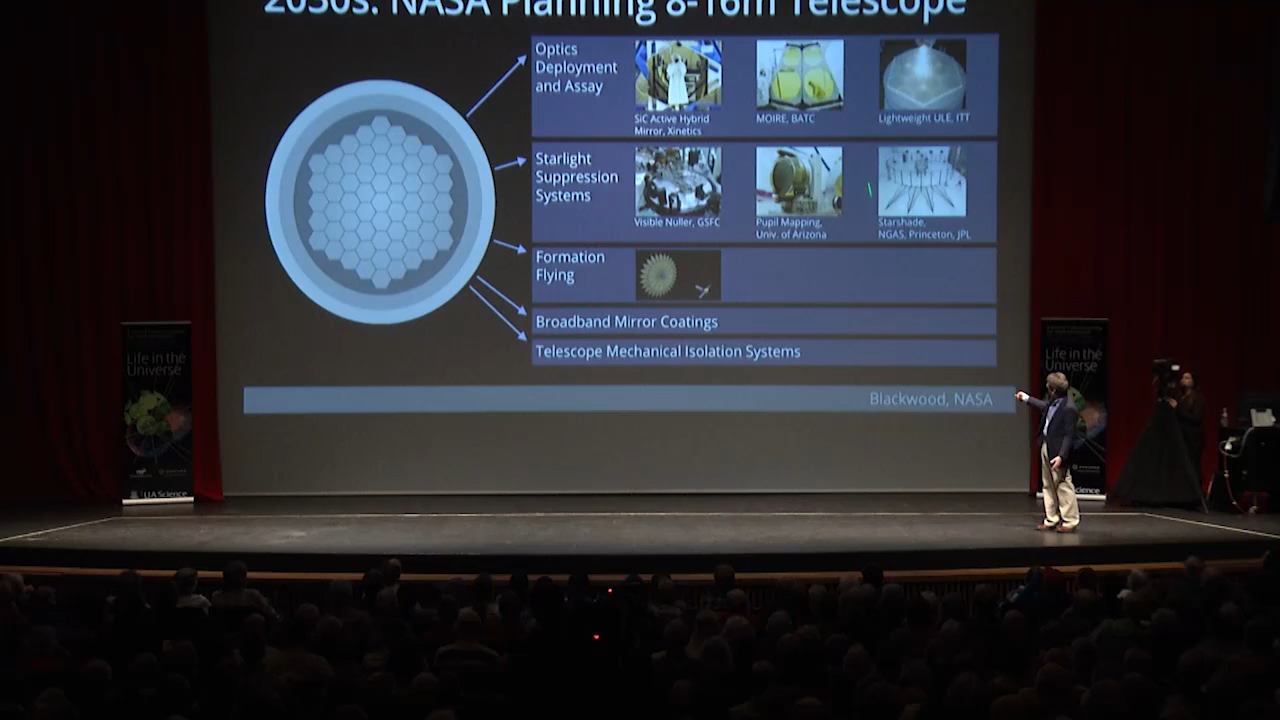 2030s: NASA Planning 8-16m Telescope
Optics
Deployment
and Assay
SiC Active Hybrid
Mirror, Xinetics
MOIRE, BATC
Lightweight ULE, ITT
Starlight
Suppression
Systems
Visible Nuller, GSFC
Pupil Mapping,
Univ. of Arizona
Starshade,
NGAS, Princeton, JPL
Formation
Flying
Broadband Mirror Coatings
Telescope Mechanical Isolation Systems
Blackwood, NASA
Life in the
Universe
UA Science
Life in the
Universe
ence